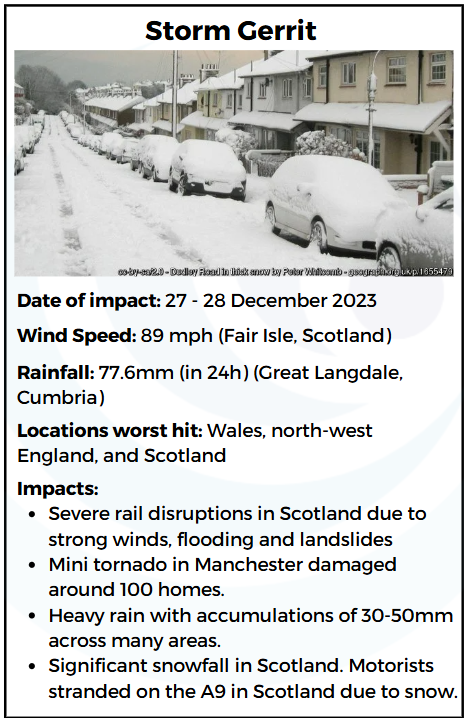 Storm Gerrit
cc-by-sa/2.0 - Dudley Road in thick snow by Peter Whitcomb - geograph.org.uk/p/1655479
Date of impact: 27 - 28 December 2023
Wind Speed: 89 mph (Fair Isle, Scotland)
Rainfall: 77.6mm (in 24h) (Great Langdale,
Cumbria)
Locations worst hit: Wales, north-west
England, and Scotland
Impacts:
• Severe rail disruptions in Scotland due to
strong winds, flooding and landslides
• Mini tornado in Manchester damaged
around 100 homes.
• Heavy rain with accumulations of 30-50mm
across many areas.
• Significant snowfall in Scotland. Motorists
stranded on the A9 in Scotland due to snow.